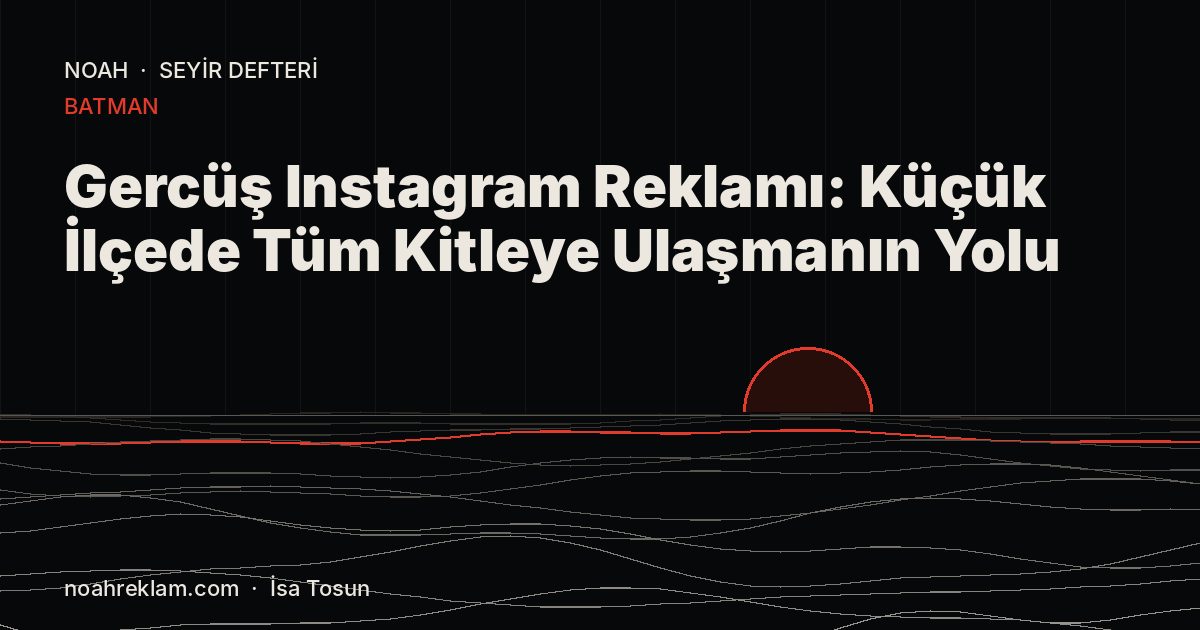 NOAH · SEYİR DEFTERİ
BATMAN
Gercüş Instagram Reklamı: Küçük
İlçede Tüm Kitleye Ulaşmanın Yolu
noahreklam.com · İsa Tosun